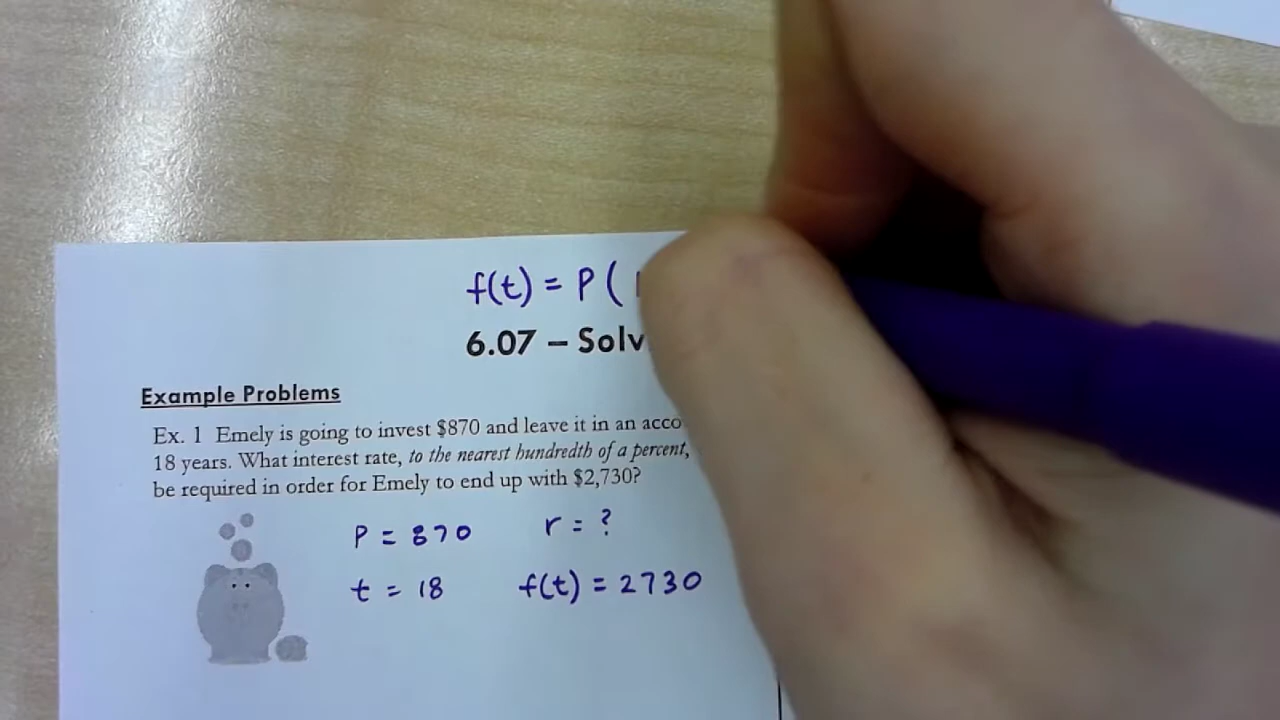 f(t) = P (
6.07 – Solv
Example Problems
Ex. 1 Emely is going to invest $870 and leave it in an acco
18 years. What interest rate, to the nearest hundredth of a percent,
be required in order for Emely to end up with $2,730?
P = 870 r = ?
t = 18 f(t) = 2730